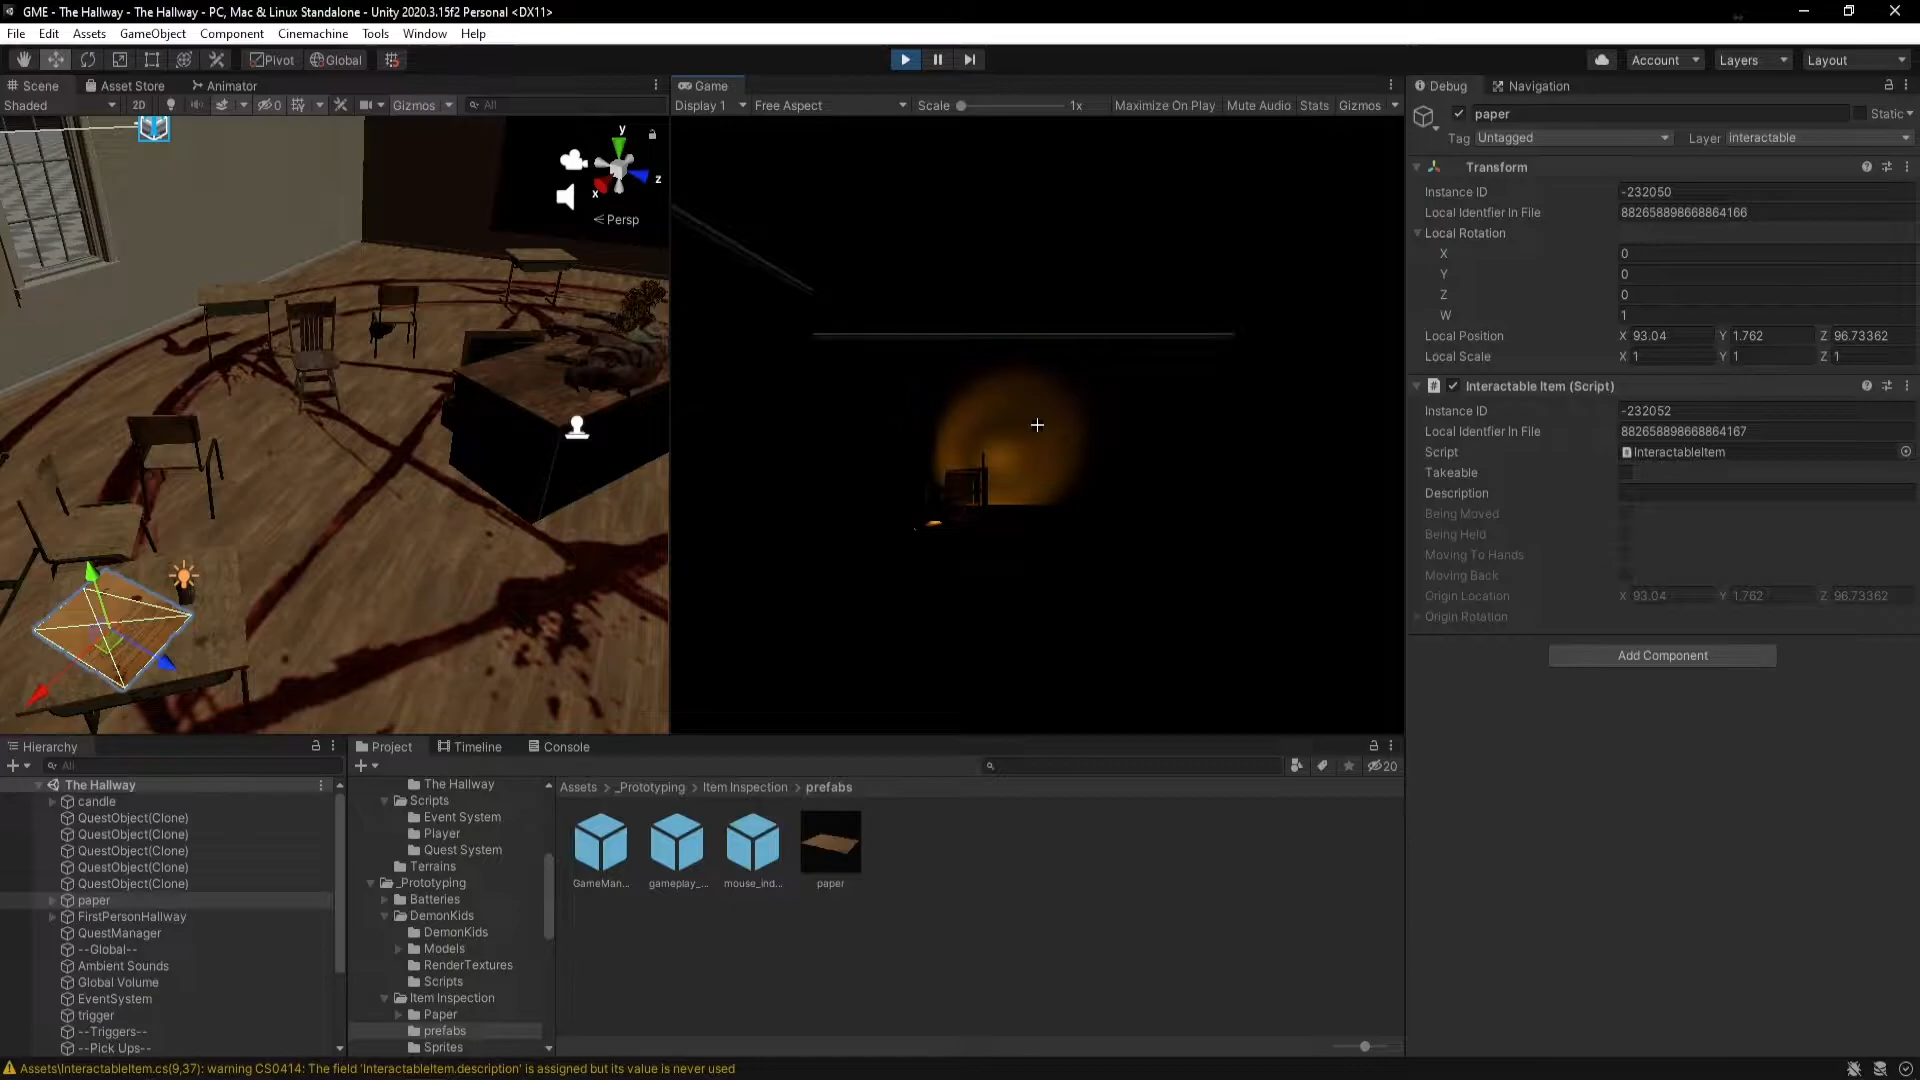 GME - The Hallway - The Hallway - PC, Mac & Linux Standalone - Unity 2020.3.15f2 Personal <DX11>
File Edit Assets GameObject Component Cinemachine Tools Window Help
Pivot Global Account Layers Layout
Scene Asset Store Animator
Shaded 2D 0 Gizmos All
y
z
x
Persp
Game
Display 1 Free Aspect Scale 1x Maximize On Play Mute Audio Stats Gizmos
Debug Navigation
paper Static
Tag Untagged Layer interactable
Transform
Instance ID -232050
Local Identfier In File 882658898668864166
Local Rotation
X 0
Y 0
Z 0
W 1
Local Position X 93.04 Y 1.762 Z 96.73362
Local Scale X 1 Y 1 Z 1
# Interactable Item (Script)
Instance ID -232052
Local Identfier In File 882658898668864167
Script InteractableItem
Takeable
Description
Being Moved
Being Held
Moving To Hands
Moving Back
Origin Location X 93.04 Y 1.762 Z 96.73362
Origin Rotation
Add Component
Hierarchy
All
The Hallway
candle
QuestObject(Clone)
QuestObject(Clone)
QuestObject(Clone)
QuestObject(Clone)
QuestObject(Clone)
paper
FirstPersonHallway
QuestManager
--Global--
Ambient Sounds
Global Volume
EventSystem
trigger
--Triggers--
--Pick Ups--
Project Timeline Console
20
The Hallway
Scripts
Event System
Player
Quest System
Terrains
_Prototyping
Batteries
DemonKids
DemonKids
Models
RenderTextures
Scripts
Item Inspection
Paper
prefabs
Sprites
Assets > _Prototyping > Item Inspection > prefabs
GameMan... gameplay_... mouse_ind... paper
Assets\InteractableItem.cs(9,37): warning CS0414: The field 'InteractableItem.description' is assigned but its value is never used